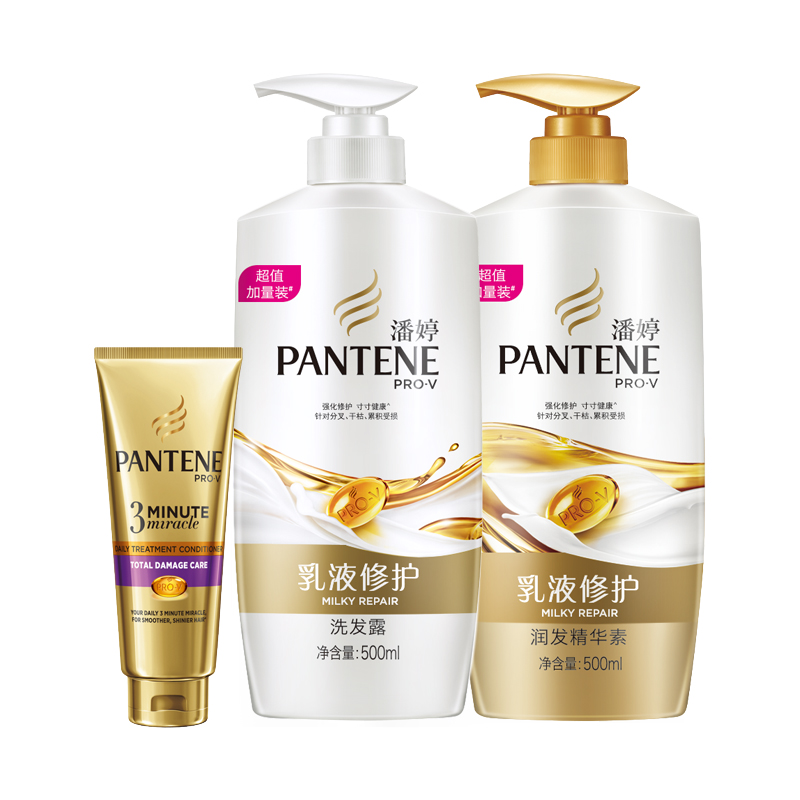 PANTENE
PRO-V
3 MINUTE
miracle
DAILY TREATMENT CONDITIONER
TOTAL DAMAGE CARE
PRO-V
YOUR DAILY 3 MINUTE MIRACLE,
FOR SMOOTHER, SHINIER HAIR*
超值
加量装#
潘婷
PANTENE
PRO-V
强化修护 寸寸健康^
针对分叉、干枯、累积受损
PRO-V
乳液修护
MILKY REPAIR
洗发露
净含量:500ml
超值
加量装#
潘婷
PANTENE
PRO-V
强化修护 寸寸健康^
针对分叉、干枯、累积受损
PRO-V
乳液修护
MILKY REPAIR
润发精华素
净含量:500ml